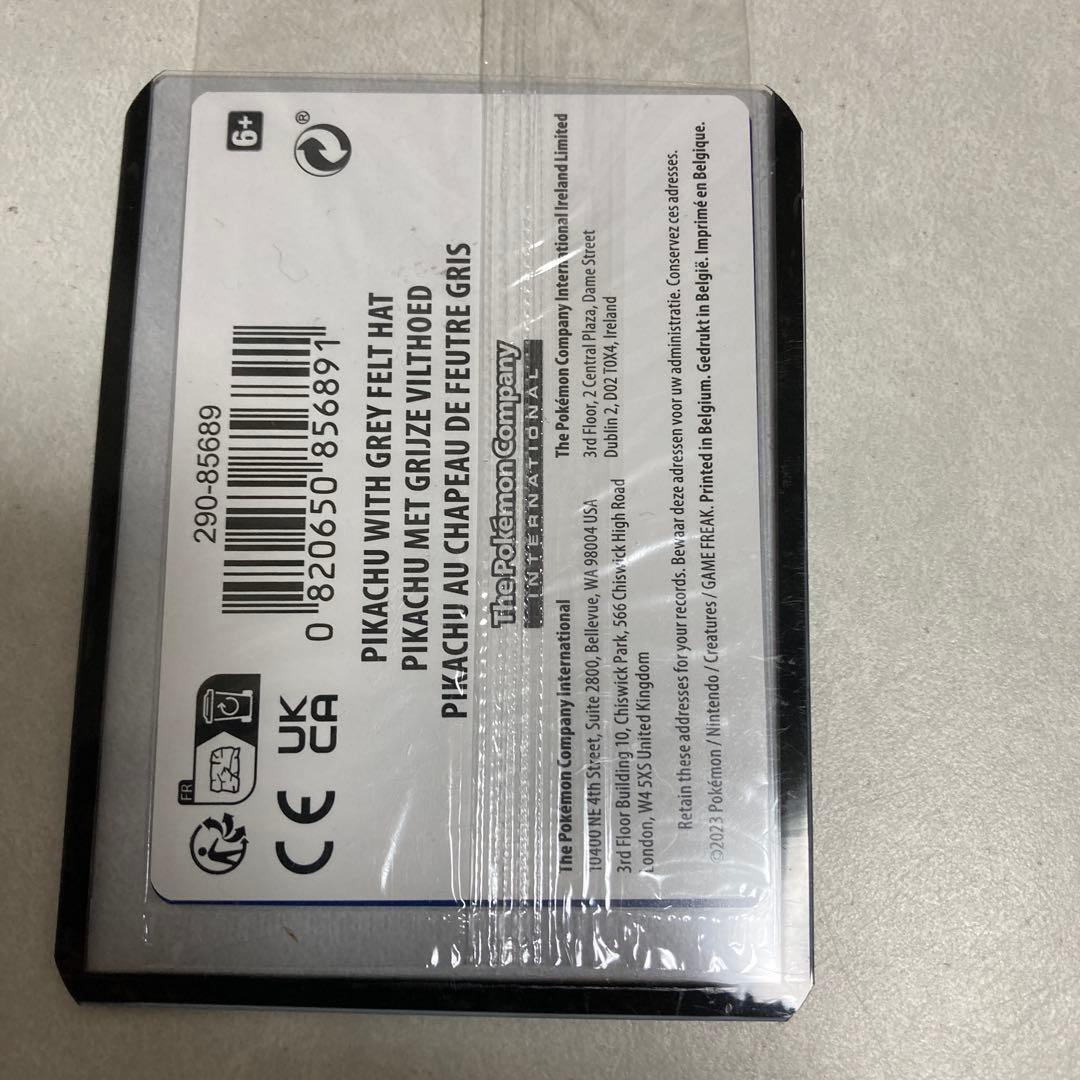 6+
®
290-85689
0 820650 856891
FR
UK
CA
CE
PIKACHU WITH GREY FELT HAT
PIKACHU MET GRIJZE VILTHOED
PIKACHU AU CHAPEAU DE FEUTRE GRIS
The Pokémon Company
INTERNATIONAL
The Pokémon Company International
10400 NE 4th Street, Suite 2800, Bellevue, WA 98004 USA
3rd Floor Building 10, Chiswick Park, 566 Chiswick High Road
London, W4 5XS United Kingdom
The Pokémon Company International Ireland Limited
3rd Floor, 2 Central Plaza, Dame Street
Dublin 2, D02 T0X4, Ireland
Retain these addresses for your records. Bewaar deze adressen voor uw administratie. Conservez ces adresses.
©2023 Pokémon / Nintendo / Creatures / GAME FREAK. Printed in Belgium. Gedrukt in België. Imprimé en Belgique.